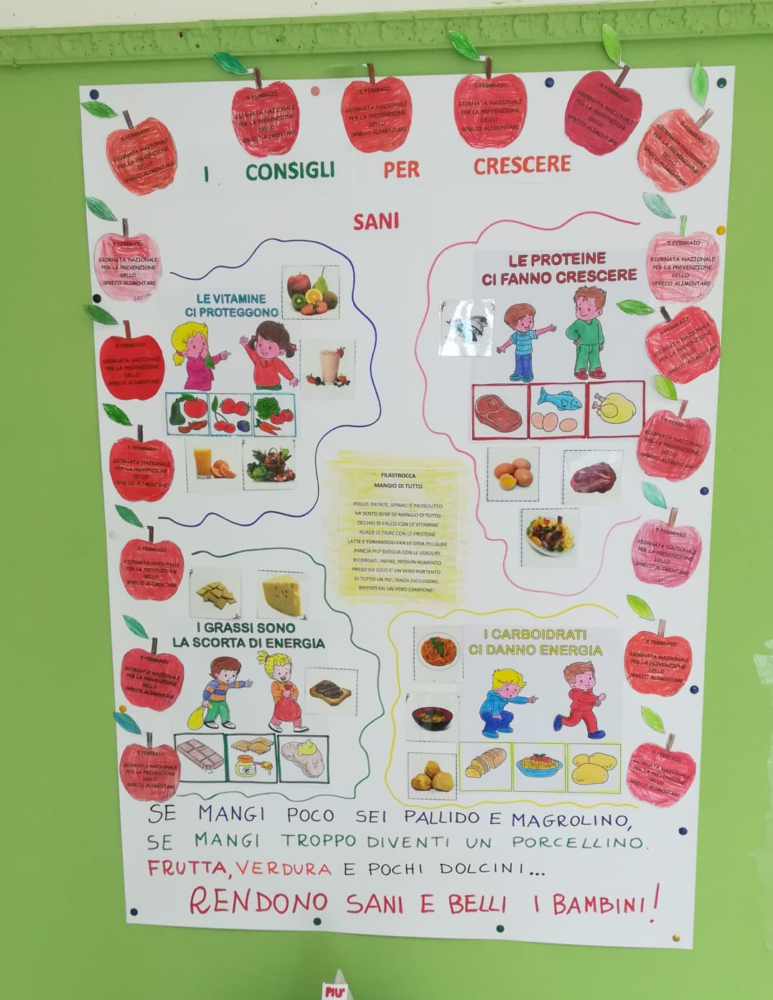 5 FEBBRAIO
GIORNATA NAZIONALE
PER LA PREVENZIONE
DELLO
SPRECO ALIMENTARE
5 FEBBRAIO
GIORNATA NAZIONALE
PER LA PREVENZIONE
DELLO
SPRECO ALIMENTARE
5 FEBBRAIO
GIORNATA NAZIONALE
PER LA PREVENZIONE
DELLO
SPRECO ALIMENTARE
5 FEBBRAIO
GIORNATA NAZIONALE
PER LA PREVENZIONE
DELLO
SPRECO ALIMENTARE
5 FEBBRAIO
GIORNATA NAZIONALE
PER LA PREVENZIONE
DELLO
SPRECO ALIMENTARE
5 FEBBRAIO
GIORNATA NAZIONALE
PER LA PREVENZIONE
DELLO
SPRECO ALIMENTARE
I CONSIGLI PER CRESCERE
SANI
5 FEBBRAIO
GIORNATA NAZIONALE
PER LA PREVENZIONE
DELLO
SPRECO ALIMENTARE
5 FEBBRAIO
GIORNATA NAZIONALE
PER LA PREVENZIONE
DELLO
SPRECO ALIMENTARE
5 FEBBRAIO
GIORNATA NAZIONALE
PER LA PREVENZIONE
DELLO
SPRECO ALIMENTARE
5 FEBBRAIO
GIORNATA NAZIONALE
PER LA PREVENZIONE
DELLO
SPRECO ALIMENTARE
5 FEBBRAIO
GIORNATA NAZIONALE
PER LA PREVENZIONE
DELLO
SPRECO ALIMENTARE
5 FEBBRAIO
GIORNATA NAZIONALE
PER LA PREVENZIONE
DELLO
SPRECO ALIMENTARE
LE VITAMINE
CI PROTEGGONO
LE PROTEINE
CI FANNO CRESCERE
5 FEBBRAIO
GIORNATA NAZIONALE
PER LA PREVENZIONE
DELLO
SPRECO ALIMENTARE
5 FEBBRAIO
GIORNATA NAZIONALE
PER LA PREVENZIONE
DELLO
SPRECO ALIMENTARE
5 FEBBRAIO
GIORNATA NAZIONALE
PER LA PREVENZIONE
DELLO
SPRECO ALIMENTARE
5 FEBBRAIO
GIORNATA NAZIONALE
PER LA PREVENZIONE
DELLO
SPRECO ALIMENTARE
5 FEBBRAIO
GIORNATA NAZIONALE
PER LA PREVENZIONE
DELLO
SPRECO ALIMENTARE
5 FEBBRAIO
GIORNATA NAZIONALE
PER LA PREVENZIONE
DELLO
SPRECO ALIMENTARE
FILASTROCCA
MANGIO DI TUTTO
POLLO, PATATE, SPINACI E PROSCIUTTO
MI SENTO BENE SE MANGIO DI TUTTO
OCCHIO DI FALCO CON LE VITAMINE
FORZA DI TIGRE CON LE PROTEINE
LATTE E FORMAGGIO FAN LE OSSA PIU DURE
PANCIA PIU' SVEGLIA CON LE VERDURE
RICORDATI, INFINE, NESSUN ALIMENTO
PRESO DA SOLO E' UN VERO PORTENTO.
DI TUTTO UN PO', SENZA ESCLUSIONE:
DIVENTERAI UN VERO CAMPIONE!
I GRASSI SONO
LA SCORTA DI ENERGIA
I CARBOIDRATI
CI DANNO ENERGIA
SE MANGI POCO SEI PALLIDO E MAGROLINO,
SE MANGI TROPPO DIVENTI UN PORCELLINO.
FRUTTA, VERDURA E POCHI DOLCINI...
RENDONO SANI E BELLI I BAMBINI!
PIU'